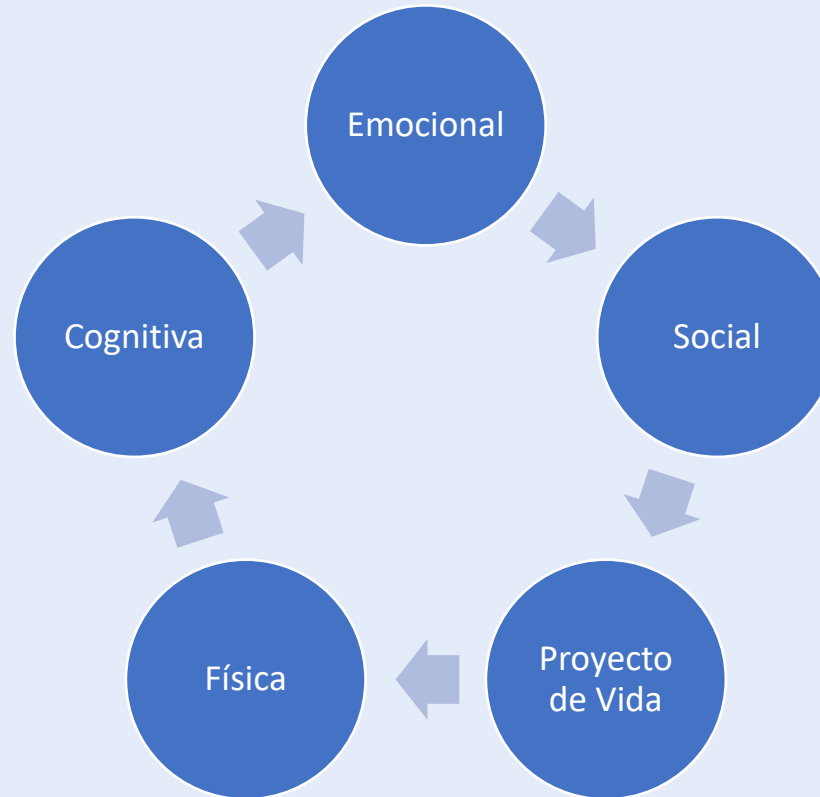 Emocional
Social
Proyecto
de Vida
Física
Cognitiva